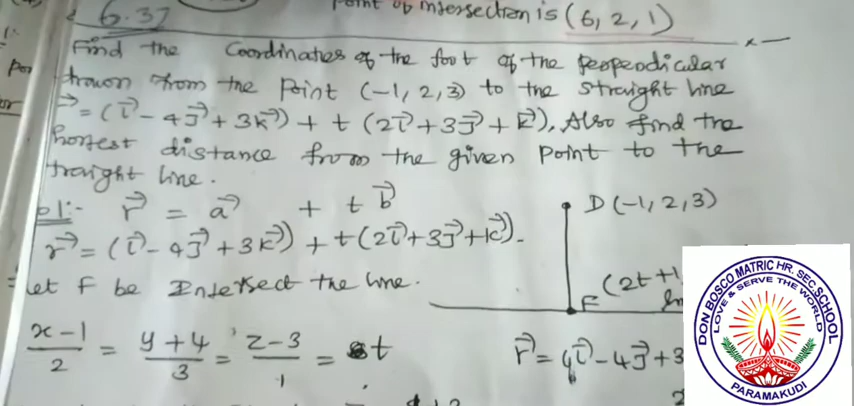 6.37
Point of intersection is (6, 2, 1)
Find the Coordinates of the foot of the perpendicular
drawn from the Point (-1, 2, 3) to the straight line
r⃗ = (i⃗ - 4j⃗ + 3k⃗) + t (2i⃗ + 3j⃗ + k⃗). Also find the
shortest distance from the given Point to the
straight line.
sol:- r⃗ = a⃗ + t b⃗
r⃗ = (i⃗ - 4j⃗ + 3k⃗) + t(2i⃗ + 3j⃗ + k⃗).
Let F be Intersect the line.
x-1/2 = y+4/3 = z-3/1 = t
D (-1, 2, 3)
F (2t+1
r⃗ = 4i⃗ - 4j⃗ + 3
DON BOSCO MATRIC HR. SEC. SCHOOL
LOVE & SERVE THE WORLD
PARAMAKUDI